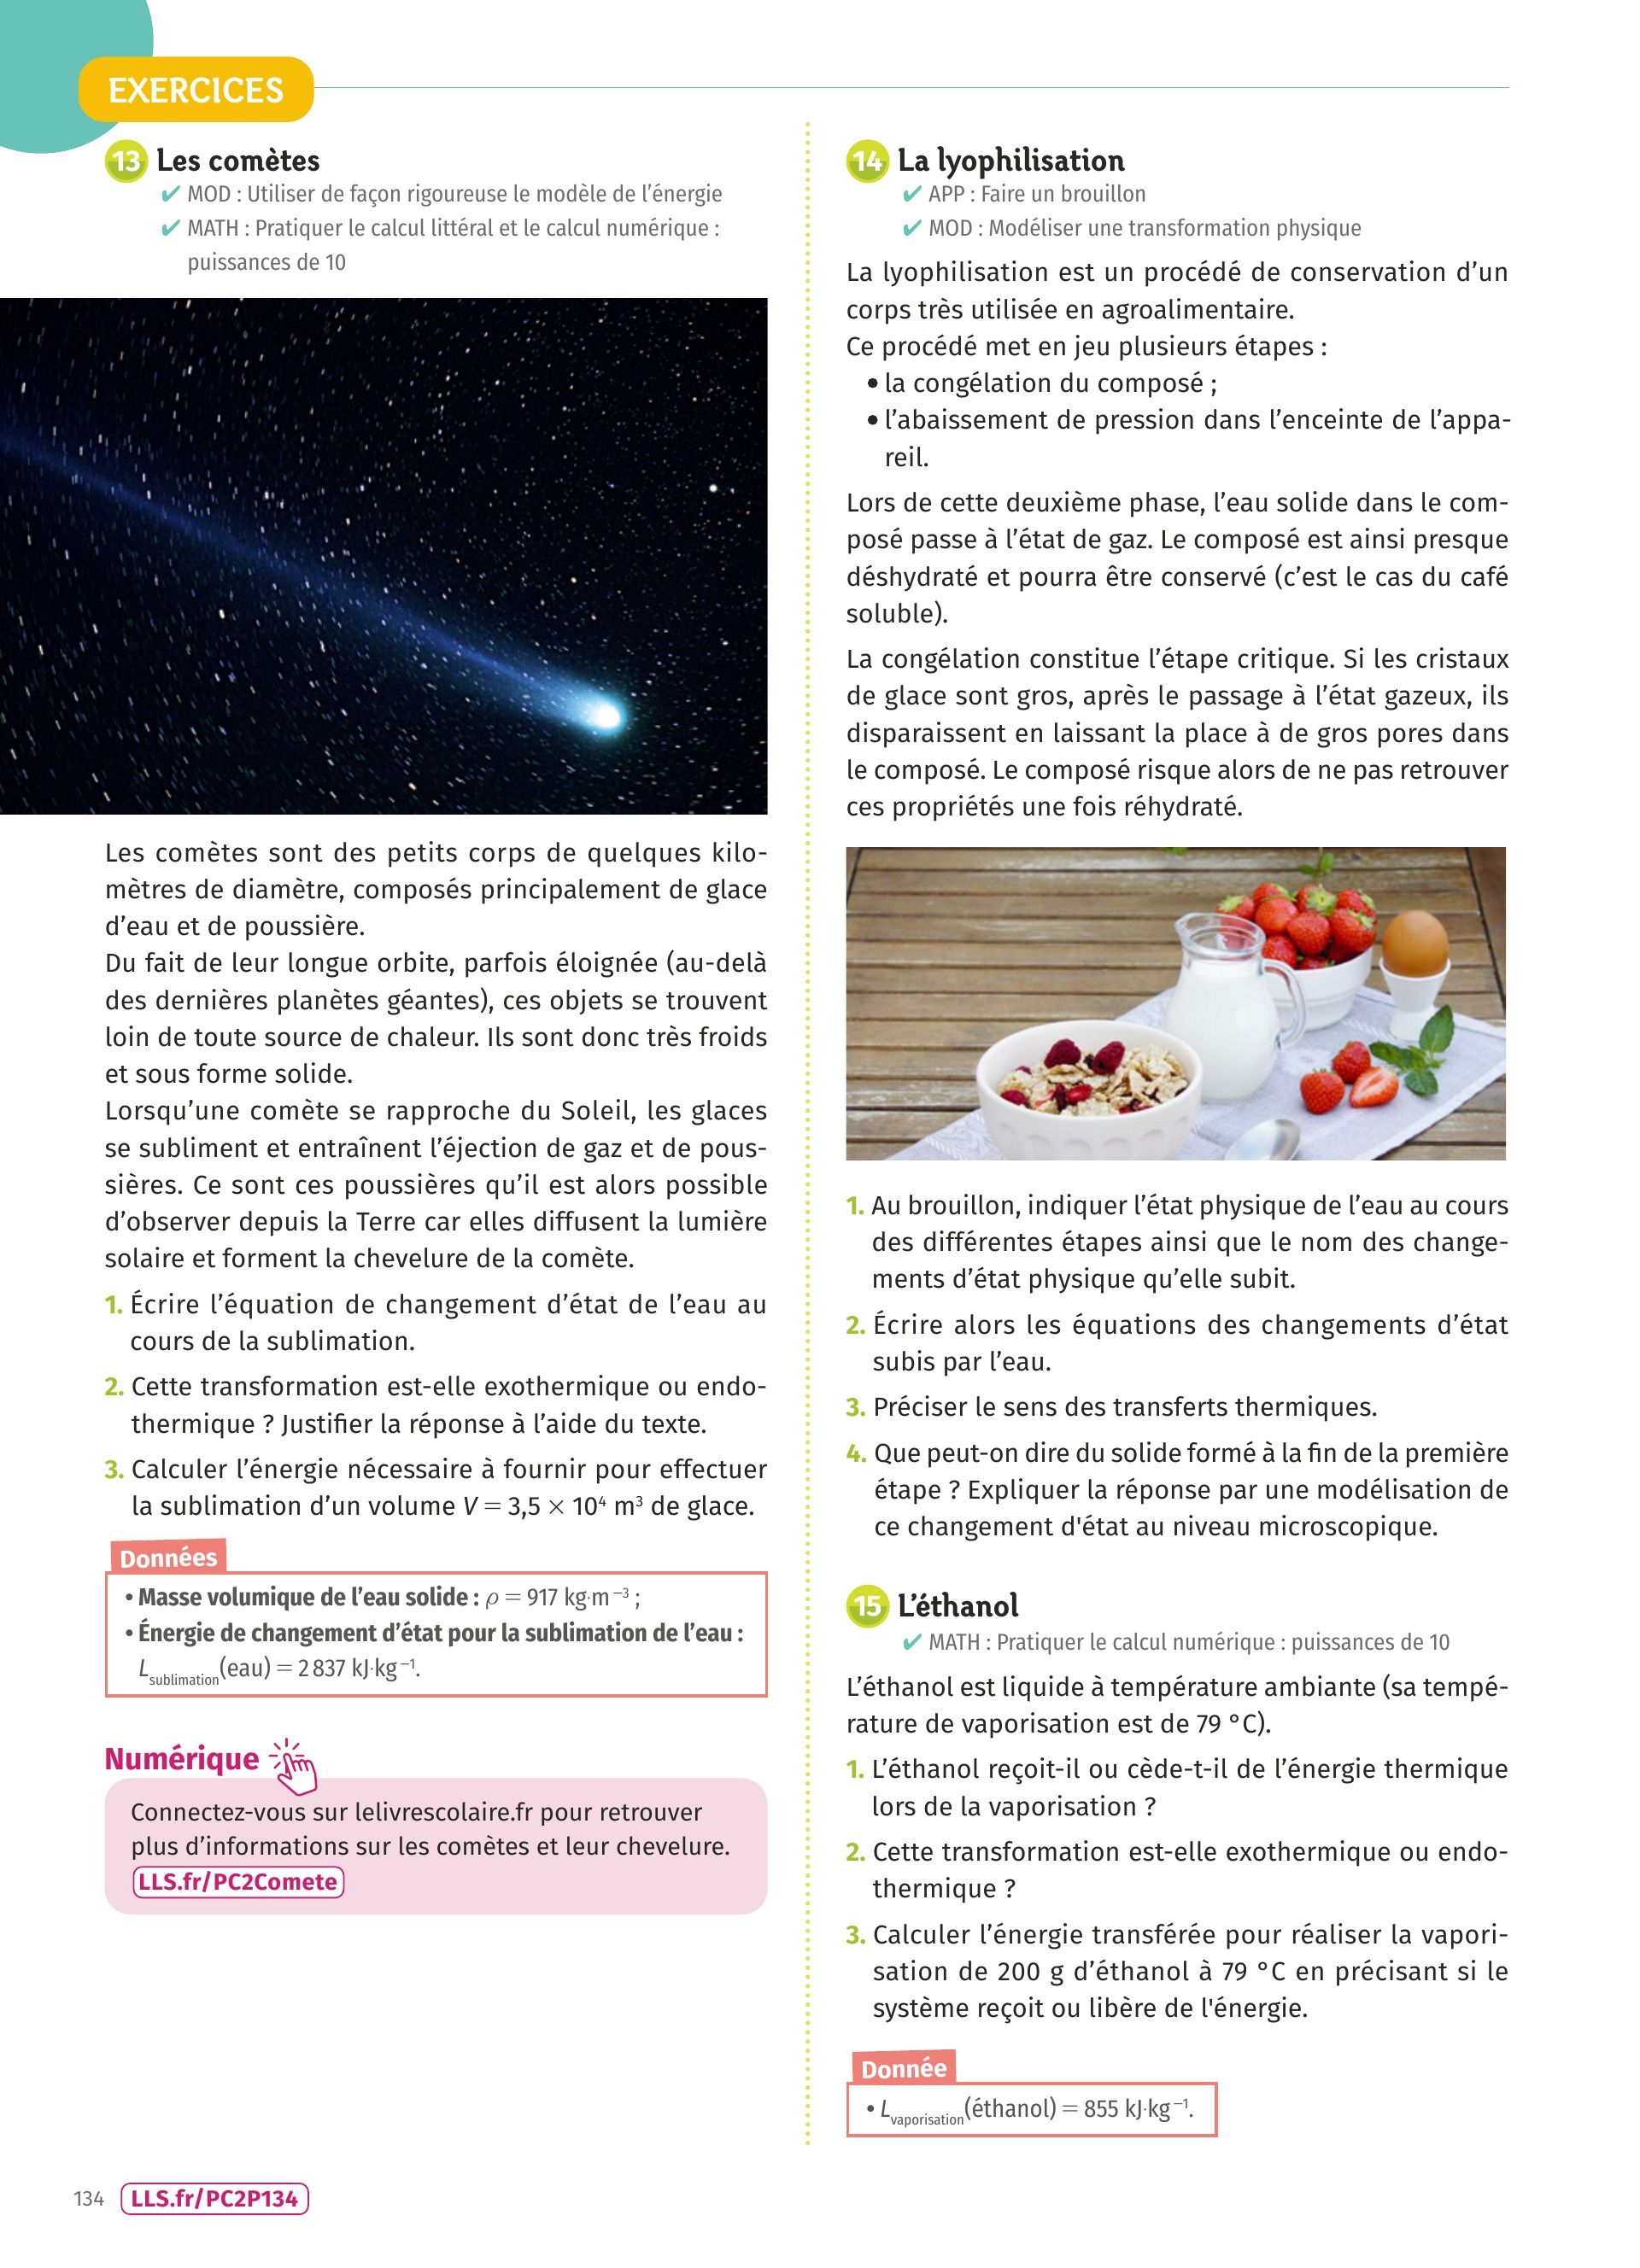 EXERCICES
13 Les comètes
✔ MOD : Utiliser de façon rigoureuse le modèle de l’énergie
✔ MATH : Pratiquer le calcul littéral et le calcul numérique :
puissances de 10
Les comètes sont des petits corps de quelques kilo-
mètres de diamètre, composés principalement de glace
d’eau et de poussière.
Du fait de leur longue orbite, parfois éloignée (au-delà
des dernières planètes géantes), ces objets se trouvent
loin de toute source de chaleur. Ils sont donc très froids
et sous forme solide.
Lorsqu’une comète se rapproche du Soleil, les glaces
se subliment et entraînent l’éjection de gaz et de pous-
sières. Ce sont ces poussières qu’il est alors possible
d’observer depuis la Terre car elles diffusent la lumière
solaire et forment la chevelure de la comète.
1. Écrire l’équation de changement d’état de l’eau au
cours de la sublimation.
2. Cette transformation est-elle exothermique ou endo-
thermique ? Justifier la réponse à l’aide du texte.
3. Calculer l’énergie nécessaire à fournir pour effectuer
la sublimation d’un volume V = 3,5 × 10⁴ m³ de glace.
Données
• Masse volumique de l’eau solide : ρ = 917 kg·m⁻³ ;
• Énergie de changement d’état pour la sublimation de l’eau :
Lsublimation(eau) = 2 837 kJ·kg⁻¹.
Numérique
Connectez-vous sur lelivrescolaire.fr pour retrouver
plus d’informations sur les comètes et leur chevelure.
LLS.fr/PC2Comete
14 La lyophilisation
✔ APP : Faire un brouillon
✔ MOD : Modéliser une transformation physique
La lyophilisation est un procédé de conservation d’un
corps très utilisée en agroalimentaire.
Ce procédé met en jeu plusieurs étapes :
• la congélation du composé ;
• l’abaissement de pression dans l’enceinte de l’appa-
reil.
Lors de cette deuxième phase, l’eau solide dans le com-
posé passe à l’état de gaz. Le composé est ainsi presque
déshydraté et pourra être conservé (c’est le cas du café
soluble).
La congélation constitue l’étape critique. Si les cristaux
de glace sont gros, après le passage à l’état gazeux, ils
disparaissent en laissant la place à de gros pores dans
le composé. Le composé risque alors de ne pas retrouver
ces propriétés une fois réhydraté.
1. Au brouillon, indiquer l’état physique de l’eau au cours
des différentes étapes ainsi que le nom des change-
ments d’état physique qu’elle subit.
2. Écrire alors les équations des changements d’état
subis par l’eau.
3. Préciser le sens des transferts thermiques.
4. Que peut-on dire du solide formé à la fin de la première
étape ? Expliquer la réponse par une modélisation de
ce changement d'état au niveau microscopique.
15 L’éthanol
✔ MATH : Pratiquer le calcul numérique : puissances de 10
L’éthanol est liquide à température ambiante (sa tempé-
rature de vaporisation est de 79 °C).
1. L’éthanol reçoit-il ou cède-t-il de l’énergie thermique
lors de la vaporisation ?
2. Cette transformation est-elle exothermique ou endo-
thermique ?
3. Calculer l’énergie transférée pour réaliser la vapori-
sation de 200 g d’éthanol à 79 °C en précisant si le
système reçoit ou libère de l'énergie.
Donnée
• Lvaporisation(éthanol) = 855 kJ·kg⁻¹.
134 LLS.fr/PC2P134